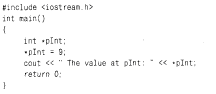 #include <iostream.h>
int main()
{
int *pInt;
*pInt = 9;
cout << " The value at pInt: " << *pInt;
return 0;
}